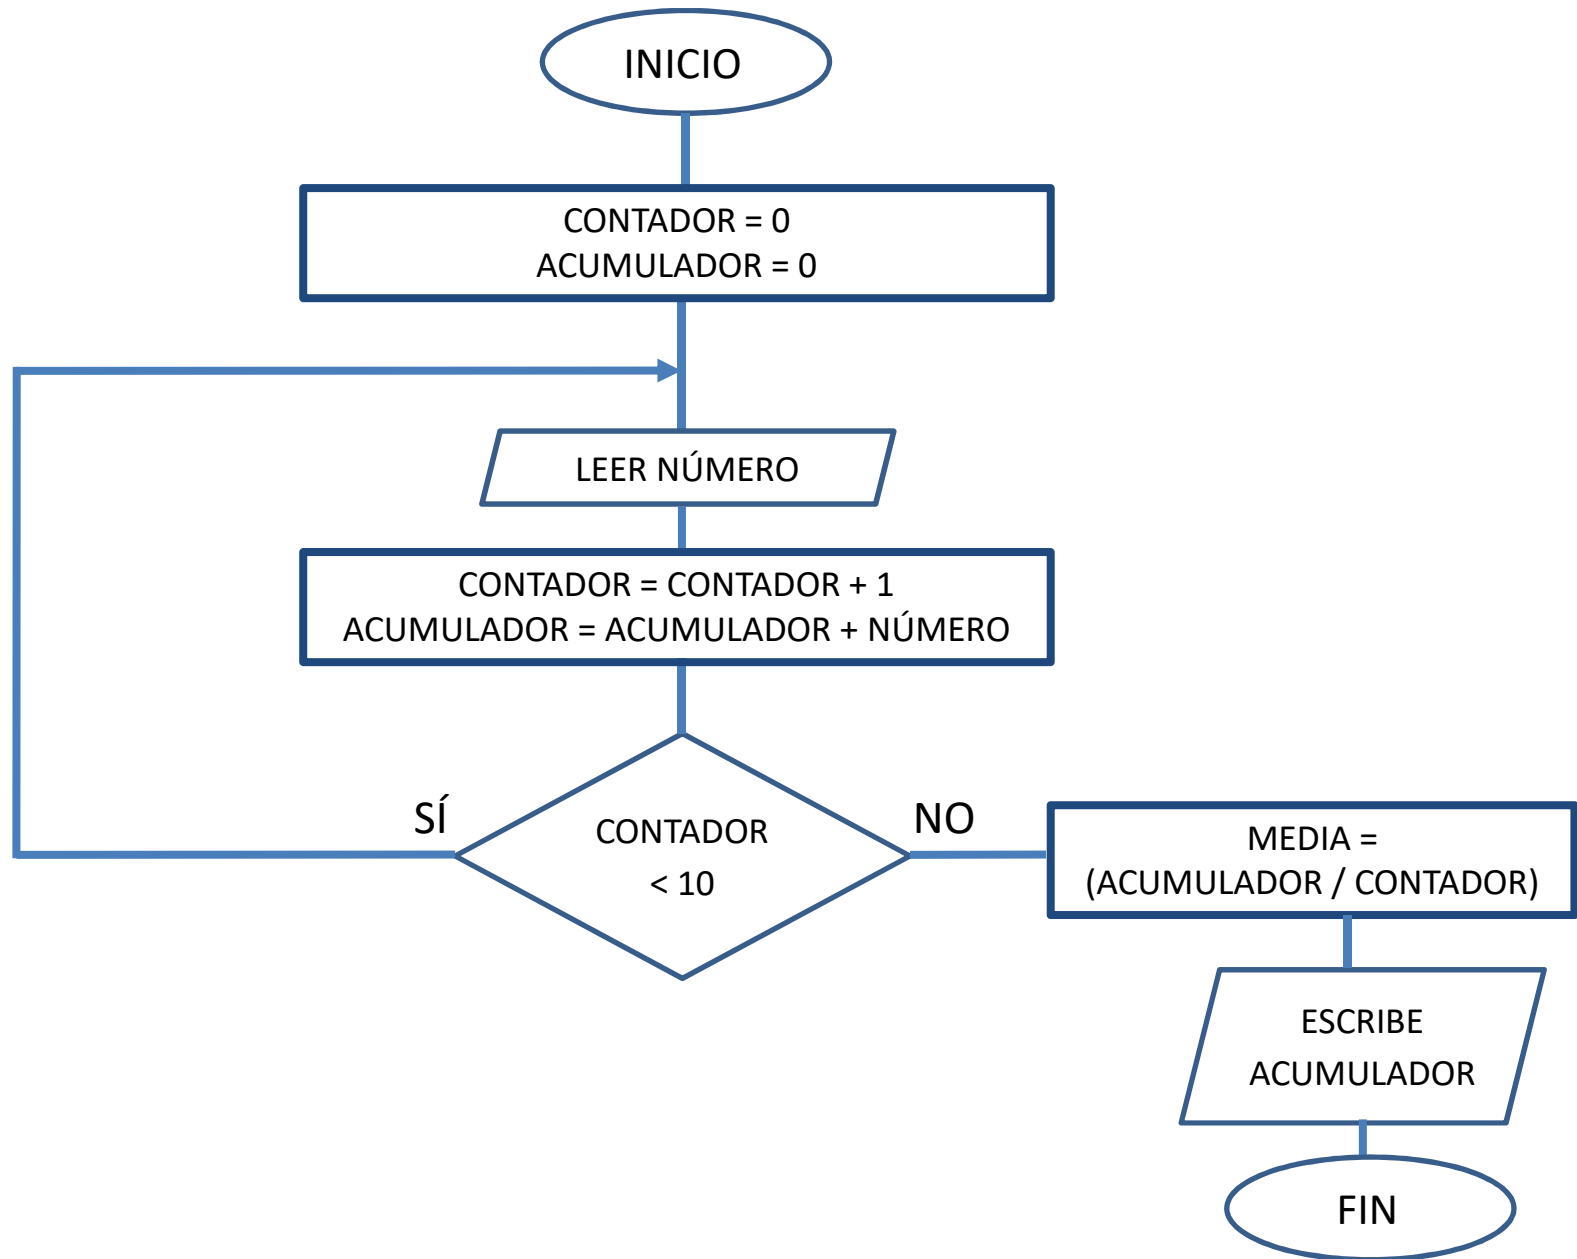 INICIO
CONTADOR = 0
ACUMULADOR = 0
LEER NÚMERO
CONTADOR = CONTADOR + 1
ACUMULADOR = ACUMULADOR + NÚMERO
SÍ
CONTADOR
< 10
NO
MEDIA =
(ACUMULADOR / CONTADOR)
ESCRIBE
ACUMULADOR
FIN